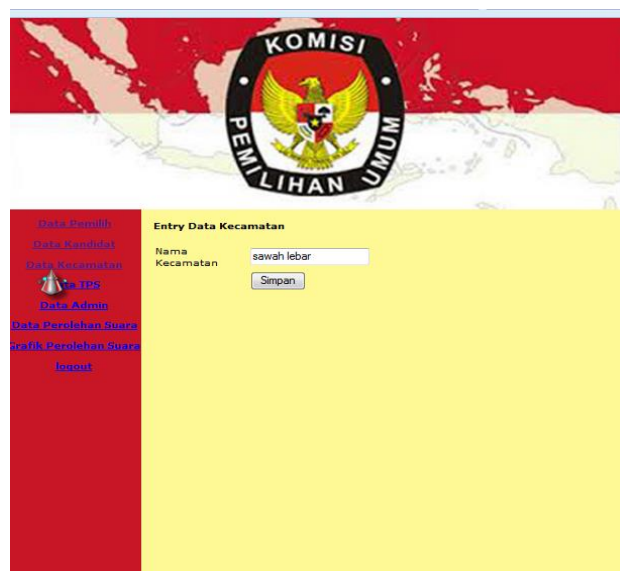 KOMISI
PEMILIHAN UMUM
Data Pemilih
Data Kandidat
Data Kecamatan
TPS
Data Admin
Data Perolehan Suara
Grafik Perolehan Suara
logout
Entry Data Kecamatan
Nama
Kecamatan
sawah lebar
Simpan